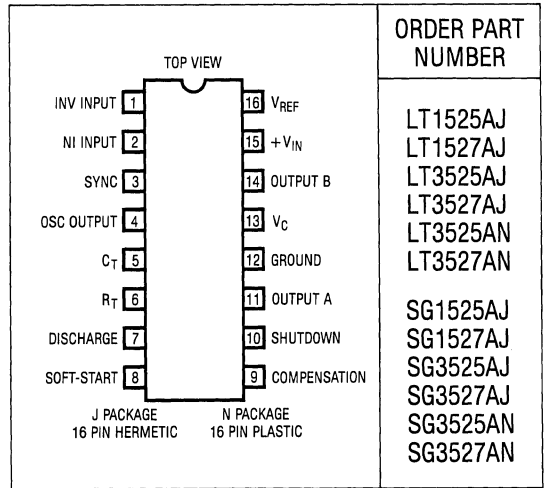 TOP VIEW
INV INPUT 1
16 VREF
NI INPUT 2
15 +VIN
SYNC 3
14 OUTPUT B
OSC OUTPUT 4
13 VC
CT 5
12 GROUND
RT 6
11 OUTPUT A
DISCHARGE 7
10 SHUTDOWN
SOFT-START 8
9 COMPENSATION
J PACKAGE
16 PIN HERMETIC
N PACKAGE
16 PIN PLASTIC
ORDER PART
NUMBER
LT1525AJ
LT1527AJ
LT3525AJ
LT3527AJ
LT3525AN
LT3527AN
SG1525AJ
SG1527AJ
SG3525AJ
SG3527AJ
SG3525AN
SG3527AN